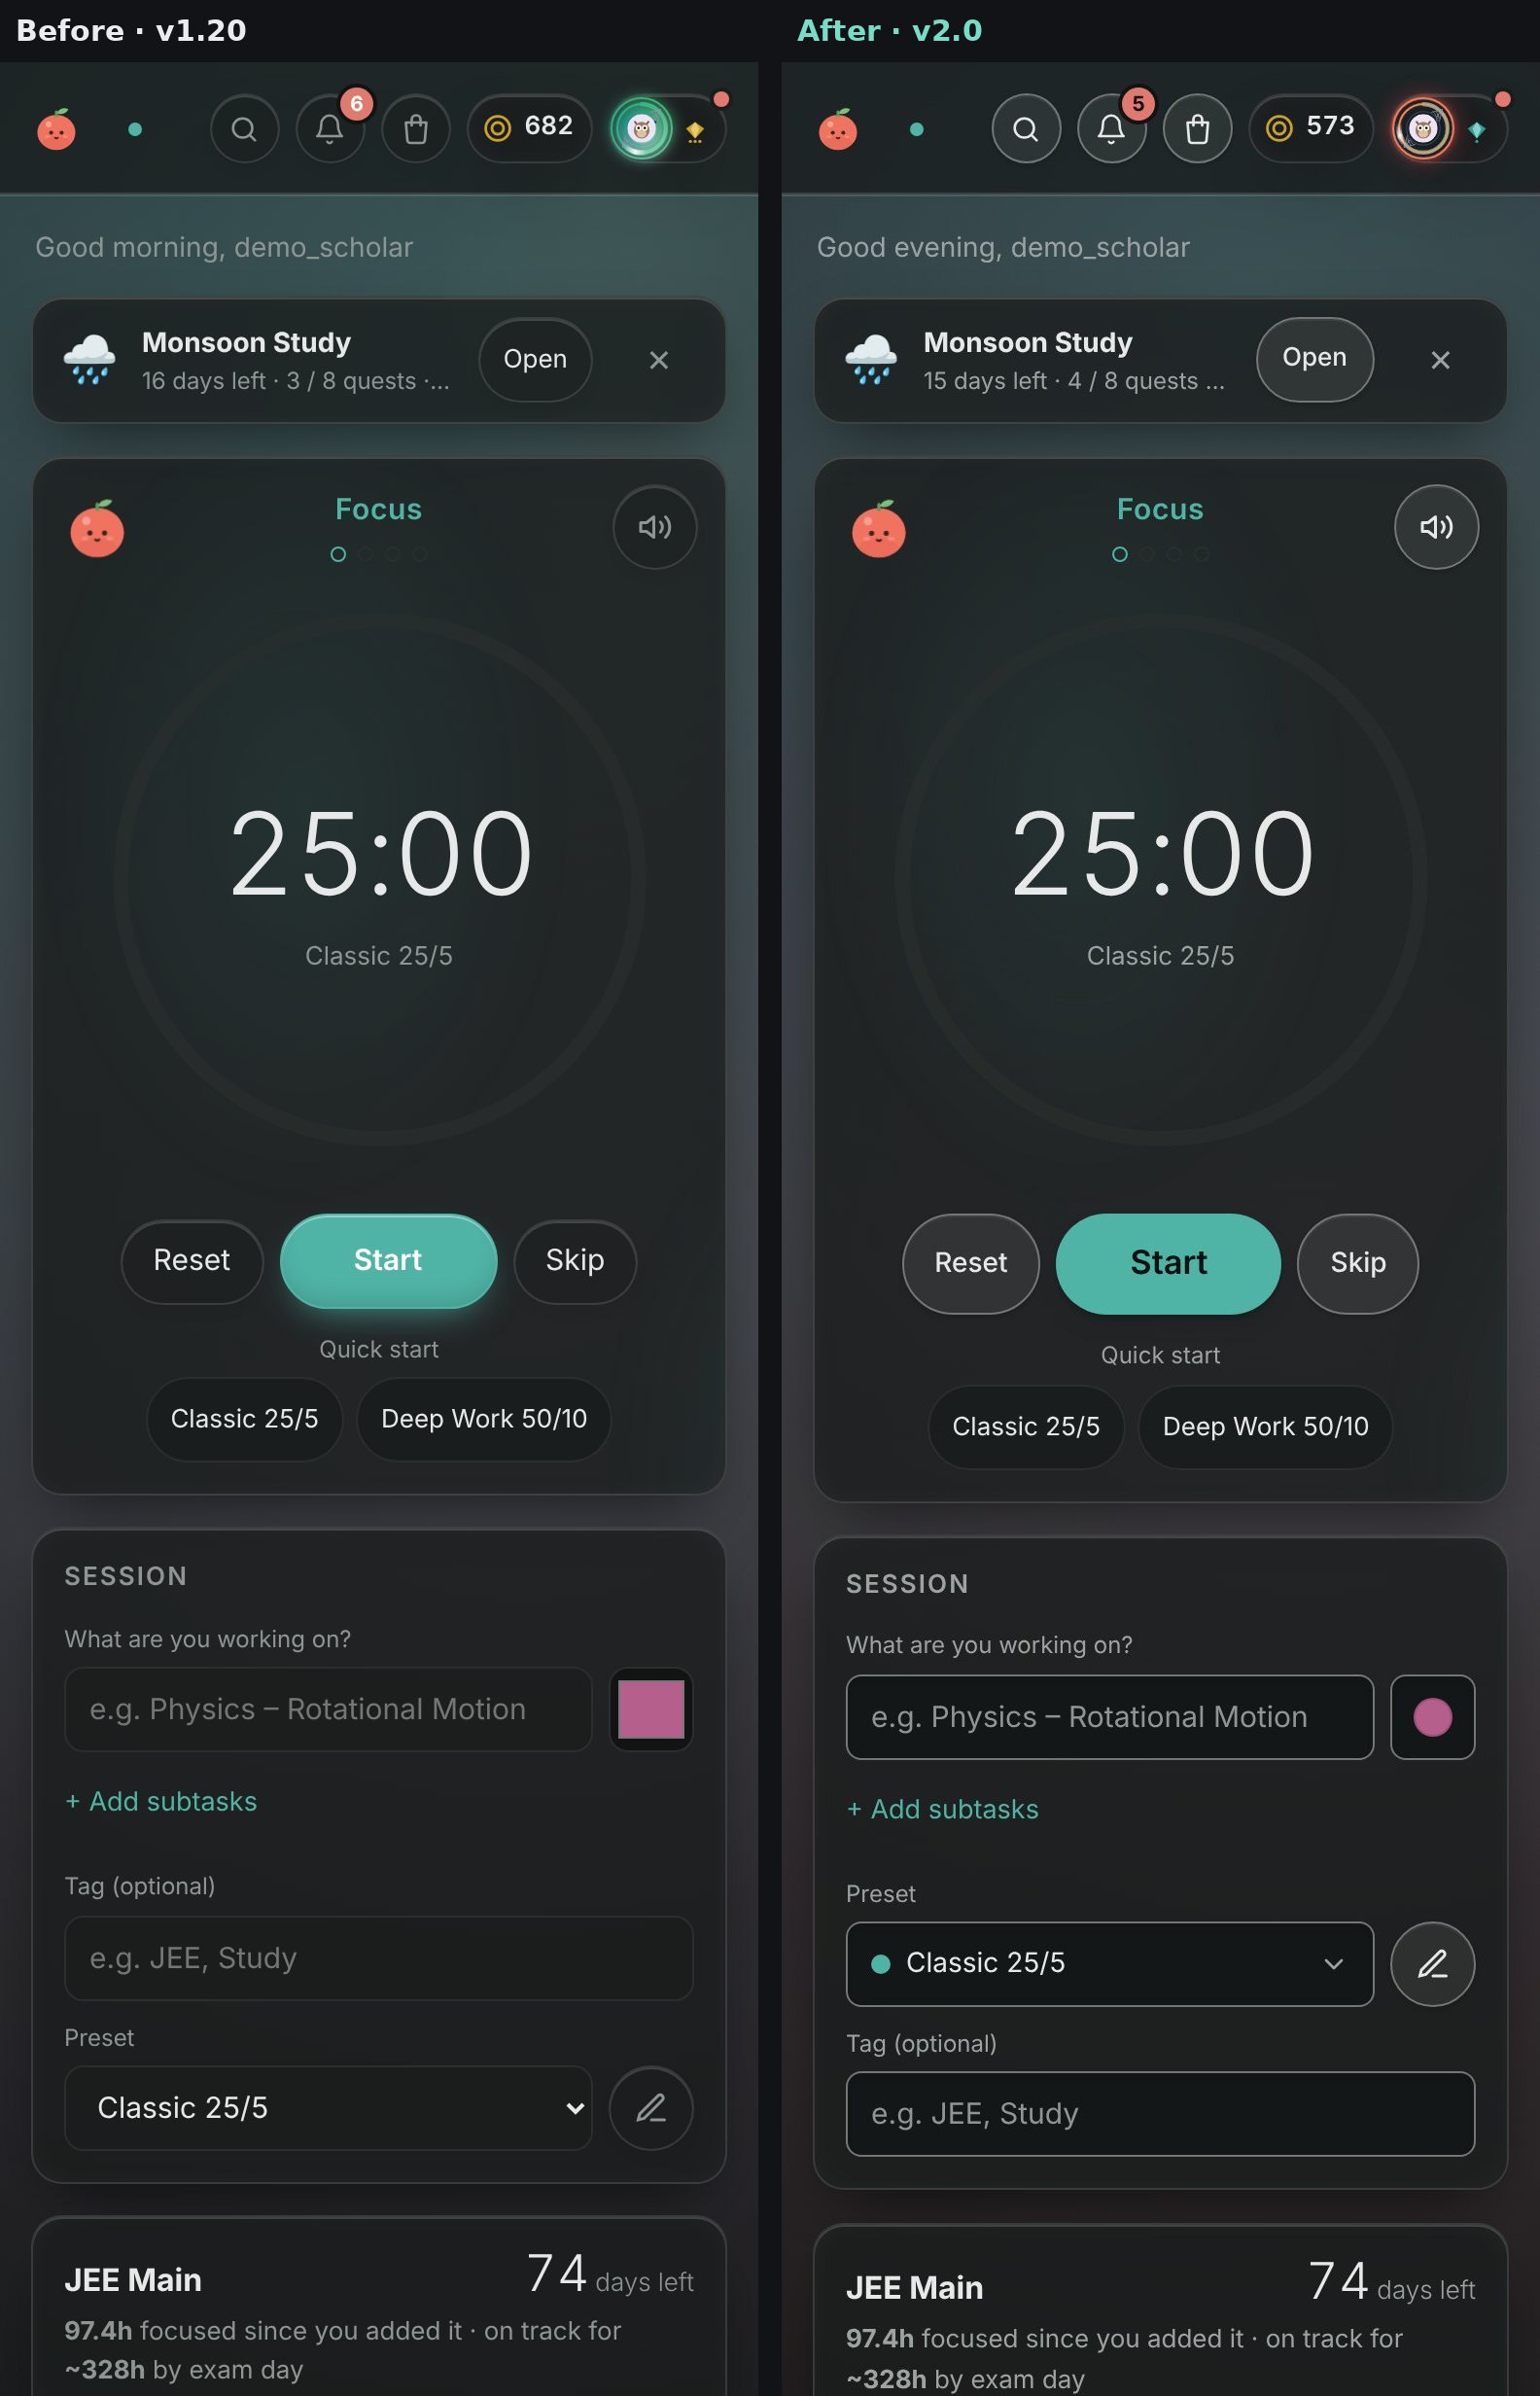 Before · v1.20
6
682
Good morning, demo_scholar
Monsoon Study
16 days left · 3 / 8 quests ·...
Open
Focus
25:00
Classic 25/5
Reset
Start
Skip
Quick start
Classic 25/5
Deep Work 50/10
SESSION
What are you working on?
e.g. Physics – Rotational Motion
+ Add subtasks
Tag (optional)
e.g. JEE, Study
Preset
Classic 25/5
JEE Main
74 days left
97.4h focused since you added it · on track for
~328h by exam day
After · v2.0
5
573
Good evening, demo_scholar
Monsoon Study
15 days left · 4 / 8 quests ...
Open
Focus
25:00
Classic 25/5
Reset
Start
Skip
Quick start
Classic 25/5
Deep Work 50/10
SESSION
What are you working on?
e.g. Physics – Rotational Motion
+ Add subtasks
Preset
Classic 25/5
Tag (optional)
e.g. JEE, Study
JEE Main
74 days left
97.4h focused since you added it · on track for
~328h by exam day